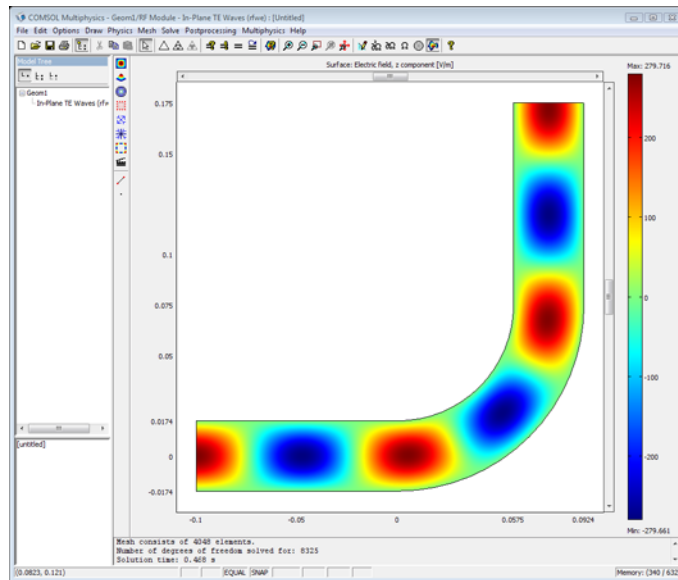 COMSOL Multiphysics - Geom1/RF Module - In-Plane TE Waves (rfwe) : [Untitled]
File Edit Options Draw Physics Mesh Solve Postprocessing Multiphysics Help
Model Tree
Geom1
In-Plane TE Waves (rfw
[untitled]
Surface: Electric field, z component [V/m]
0.175
0.15
0.1
0.075
0.05
0.0174
0
-0.0174
-0.1
-0.05
0
0.0575
0.0924
Max: 279.716
200
100
0
-100
-200
Min: -279.661
Mesh consists of 4048 elements.
Number of degrees of freedom solved for: 8325
Solution time: 0.468 s
(0.0823, 0.121)
EQUAL
SNAP
Memory: (340 / 632